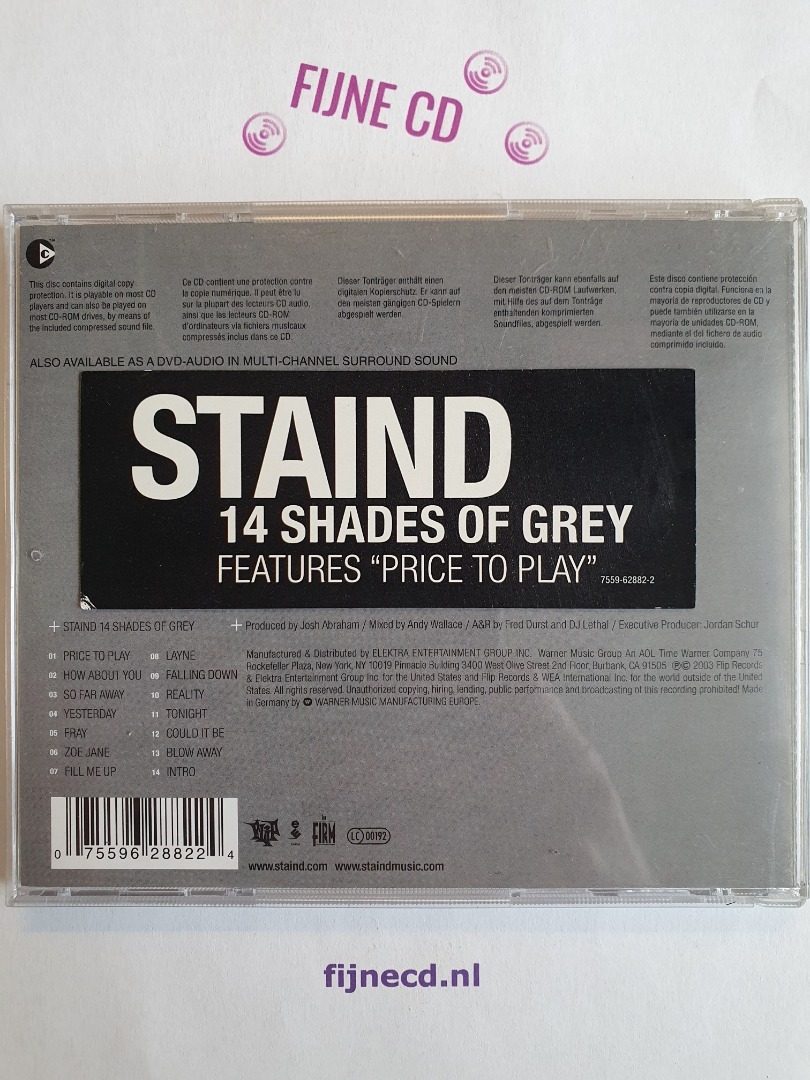 FIJNE CD
This disc contains digital copy
protection. It is playable on most CD
players and can also be played on
most CD-ROM drives, by means of
the included compressed sound file.
Ce CD contient une protection contre
la copie numérique. Il peut être lu
sur la plupart des lecteurs CD audio,
ainsi que les lecteurs CD-ROM
d'ordinateurs via fichiers musicaux
compressés inclus dans ce CD.
Dieser Tonträger enthält einen
digitalen Kopierschutz. Er kann auf
den meisten gängigen CD-Spielern
abgespielt werden.
Dieser Tonträger kann ebenfalls auf
den meisten CD-ROM Laufwerken,
mit Hilfe des auf dem Tonträge
enthaltenden komprimierten
Soundfiles, abgespielt werden.
Este disco contiene protección
contra copia digital. Funciona en la
mayoría de reproductores de CD y
puede también utilizarse en la
mayoría de unidades CD-ROM,
mediante el del fichero de audio
comprimido incluido.
ALSO AVAILABLE AS A DVD-AUDIO IN MULTI-CHANNEL SURROUND SOUND
STAIND
14 SHADES OF GREY
FEATURES “PRICE TO PLAY”
7559-62882-2
STAIND 14 SHADES OF GREY
01 PRICE TO PLAY
02 HOW ABOUT YOU
03 SO FAR AWAY
04 YESTERDAY
05 FRAY
06 ZOE JANE
07 FILL ME UP
08 LAYNE
09 FALLING DOWN
10 REALITY
11 TONIGHT
12 COULD IT BE
13 BLOW AWAY
14 INTRO
Produced by Josh Abraham / Mixed by Andy Wallace / A&R by Fred Durst and DJ Lethal / Executive Producer: Jordan Schur
Manufactured & Distributed by ELEKTRA ENTERTAINMENT GROUP INC. Warner Music Group An AOL Time Warner Company 75
Rockefeller Plaza, New York, NY 10019 Pinnacle Building 3400 West Olive Street 2nd Floor, Burbank, CA 91505 ℗© 2003 Flip Records
& Elektra Entertainment Group Inc for the United States and Flip Records & WEA International Inc. for the world outside of the United
States. All rights reserved. Unauthorized copying, hiring, lending, public performance and broadcasting of this recording prohibited! Made
in Germany by WARNER MUSIC MANUFACTURING EUROPE.
0 75596 28822 4
FLIP
the FIRM
LC 00192
www.staind.com www.staindmusic.com
fijnecd.nl